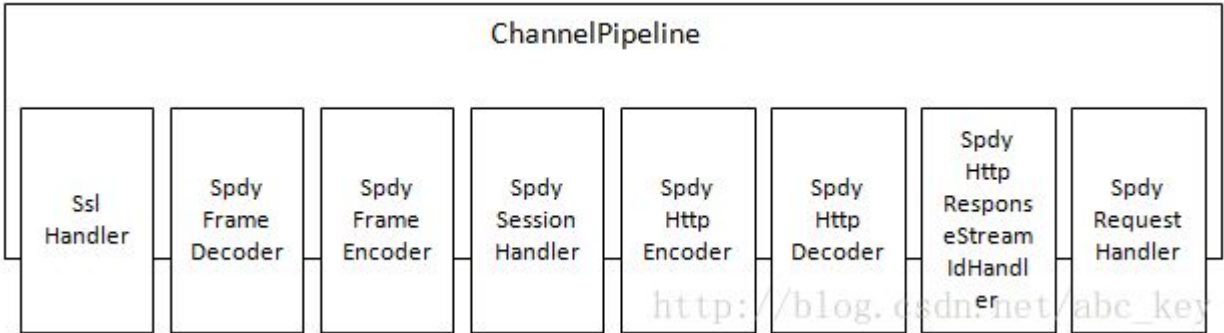 ChannelPipeline
Ssl
Handler
Spdy
Frame
Decoder
Spdy
Frame
Encoder
Spdy
Session
Handler
Spdy
Http
Encoder
Spdy
Http
Decoder
Spdy
Http
Respons
eStream
IdHandl
er
Spdy
Request
Handler
http://blog.csdn.net/abc_key